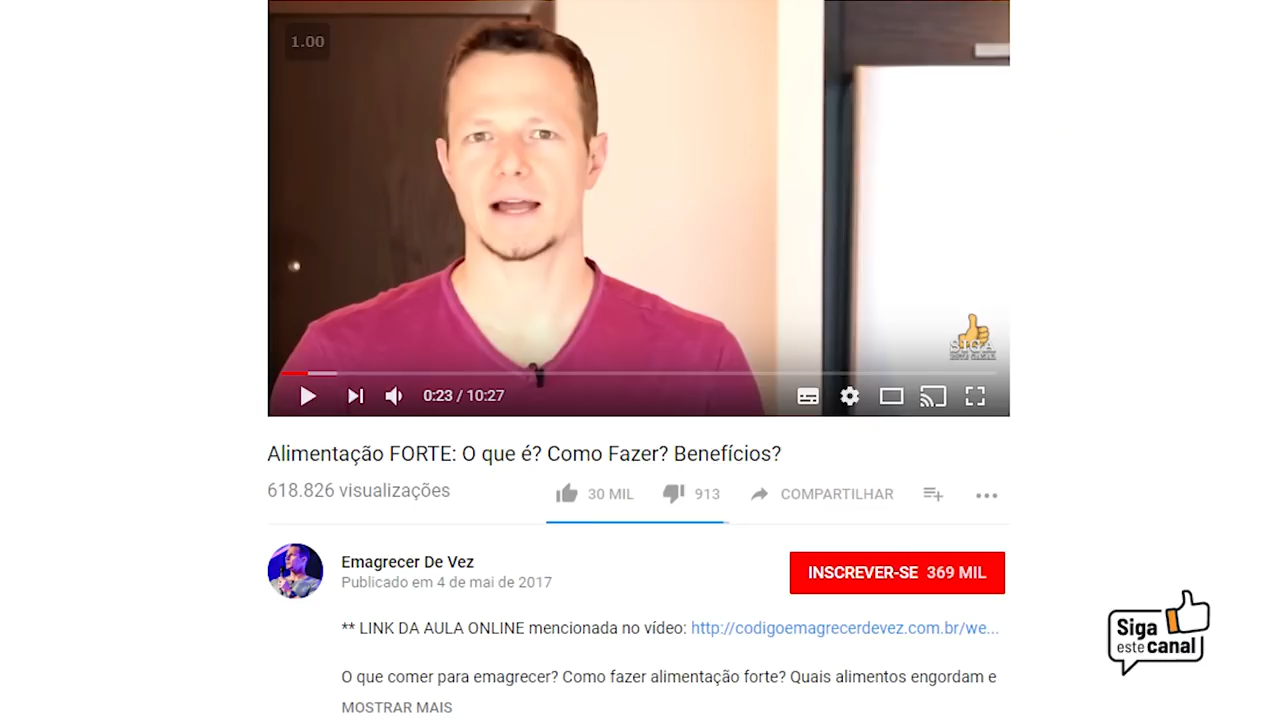 1.00
SIGA
ESTE CANAL
0:23 / 10:27
Alimentação FORTE: O que é? Como Fazer? Benefícios?
618.826 visualizações
30 MIL
913
COMPARTILHAR
Emagrecer De Vez
Publicado em 4 de mai de 2017
INSCREVER-SE 369 MIL
** LINK DA AULA ONLINE mencionada no vídeo: http://codigoemagrecerdevez.com.br/we...
O que comer para emagrecer? Como fazer alimentação forte? Quais alimentos engordam e
MOSTRAR MAIS
Siga
este canal